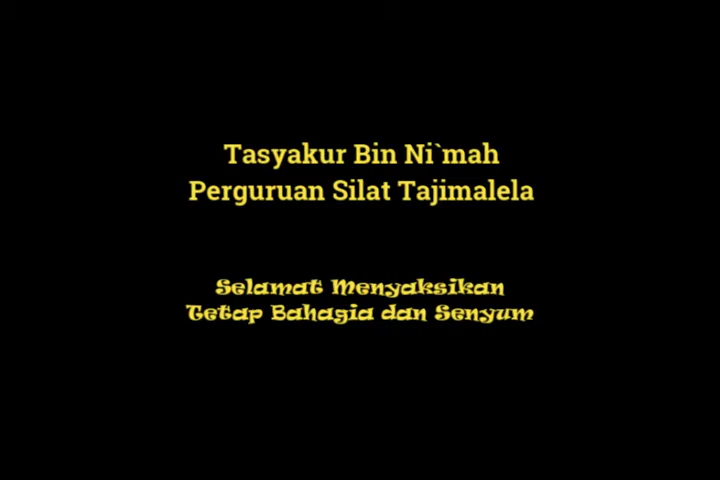 Tasyakur Bin Ni`mah
Perguruan Silat Tajimalela
Selamat Menyaksikan
Tetap Bahagia dan Senyum